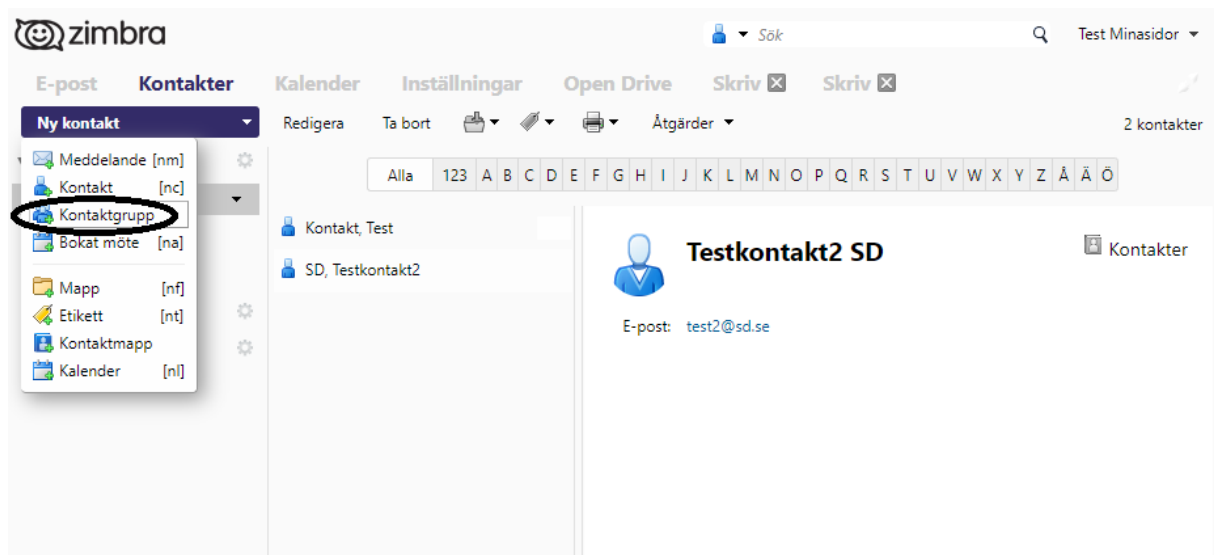 zimbra
Sök
Test Minasidor
E-post Kontakter Kalender Inställningar Open Drive Skriv Skriv
Ny kontakt Redigera Ta bort Åtgärder 2 kontakter
Meddelande [nm]
Alla 123 A B C D E F G H I J K L M N O P Q R S T U V W X Y Z Å Ä Ö
Kontakt [nc]
Kontaktgrupp
Bokat möte [na]
Mapp [nf]
Etikett [nt]
Kontaktmapp
Kalender [nl]
Kontakt, Test
SD, Testkontakt2
Testkontakt2 SD
Kontakter
E-post: test2@sd.se